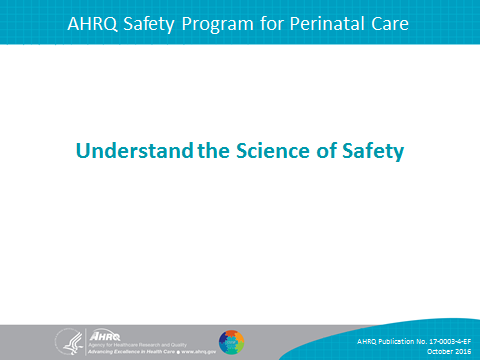 AHRQ Safety Program for Perinatal Care
Understand the Science of Safety
AHRQ
Agency for Healthcare Research and Quality
Advancing Excellence in Health Care • www.ahrq.gov
AHRQ Publication No. 17-0003-4-EF
October 2016